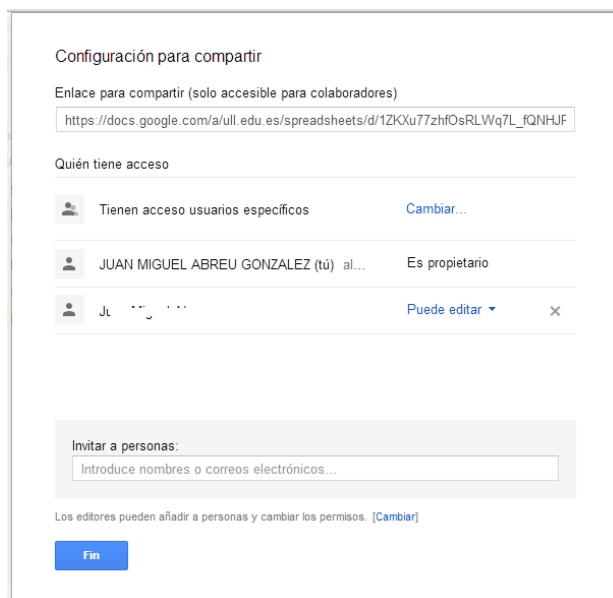 Configuración para compartir
Enlace para compartir (solo accesible para colaboradores)
https://docs.google.com/a/ull.edu.es/spreadsheets/d/1ZKXu77zhfOsRLWq7L_fQNHJF
Quién tiene acceso
Tienen acceso usuarios específicos Cambiar...
JUAN MIGUEL ABREU GONZALEZ (tú) al... Es propietario
Puede editar
Invitar a personas:
Introduce nombres o correos electrónicos...
Los editores pueden añadir a personas y cambiar los permisos. [Cambiar]
Fin